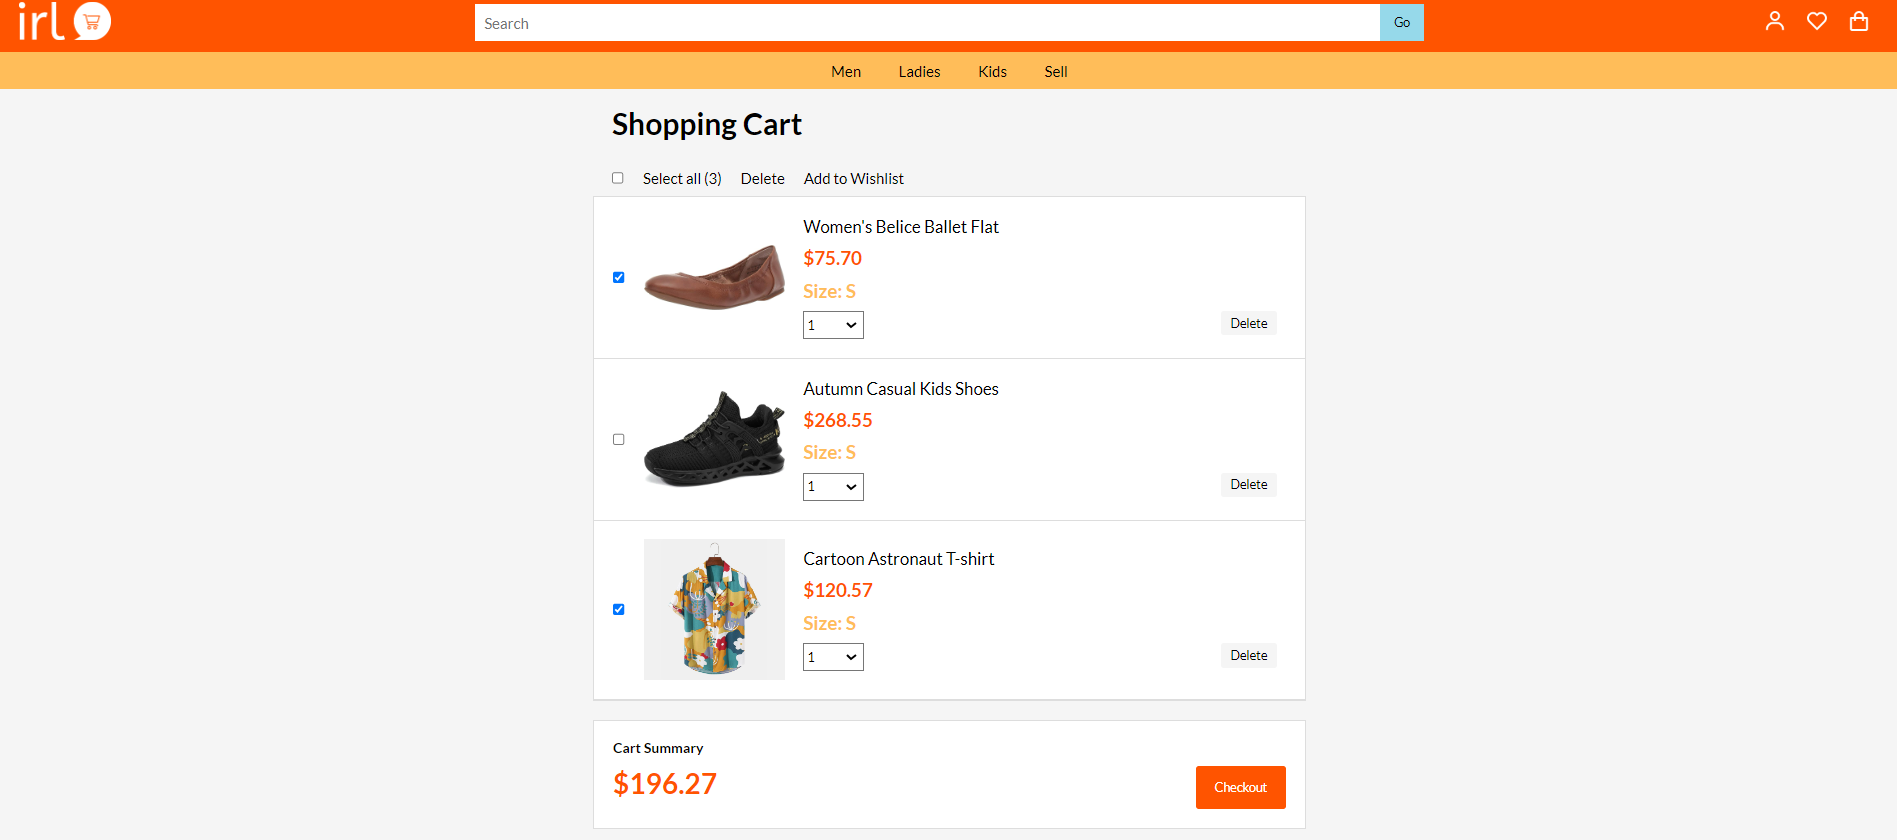 irl
Search
Go
Men Ladies Kids Sell
Shopping Cart
Select all (3) Delete Add to Wishlist
Women's Belice Ballet Flat
$75.70
Size: S
1
Delete
Autumn Casual Kids Shoes
$268.55
Size: S
1
Delete
Cartoon Astronaut T-shirt
$120.57
Size: S
1
Delete
Cart Summary
$196.27
Checkout